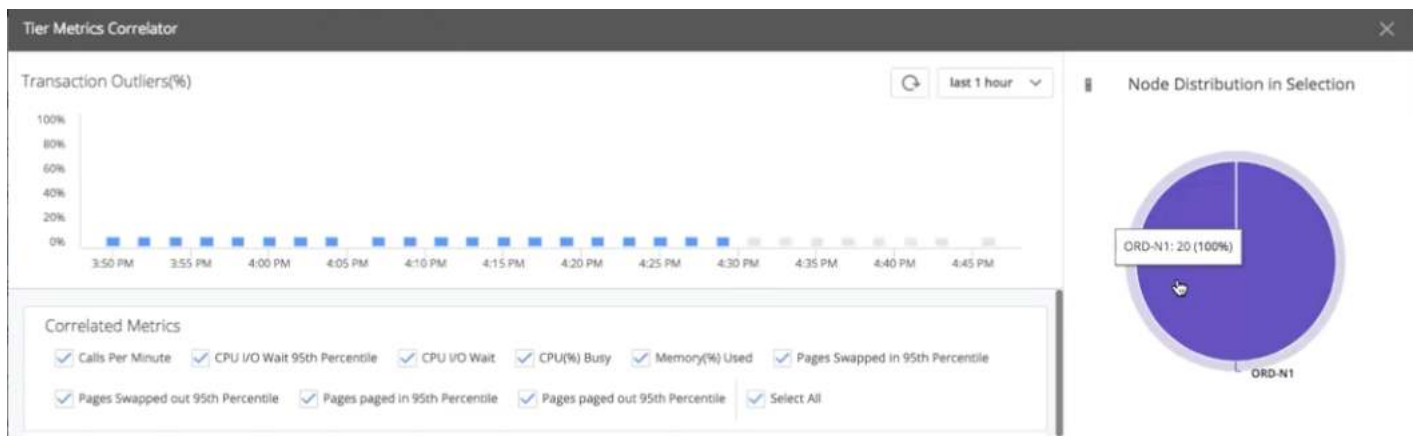 Tier Metrics Correlator
Transaction Outliers(%)
last 1 hour
100%
80%
60%
40%
20%
0%
3:50 PM 3:55 PM 4:00 PM 4:05 PM 4:10 PM 4:15 PM 4:20 PM 4:25 PM 4:30 PM 4:35 PM 4:40 PM 4:45 PM
Node Distribution in Selection
ORD-N1: 20 (100%)
ORD-N1
Correlated Metrics
Calls Per Minute CPU I/O Wait 95th Percentile CPU I/O Wait CPU(%) Busy Memory(%) Used Pages Swapped in 95th Percentile
Pages Swapped out 95th Percentile Pages paged in 95th Percentile Pages paged out 95th Percentile Select All